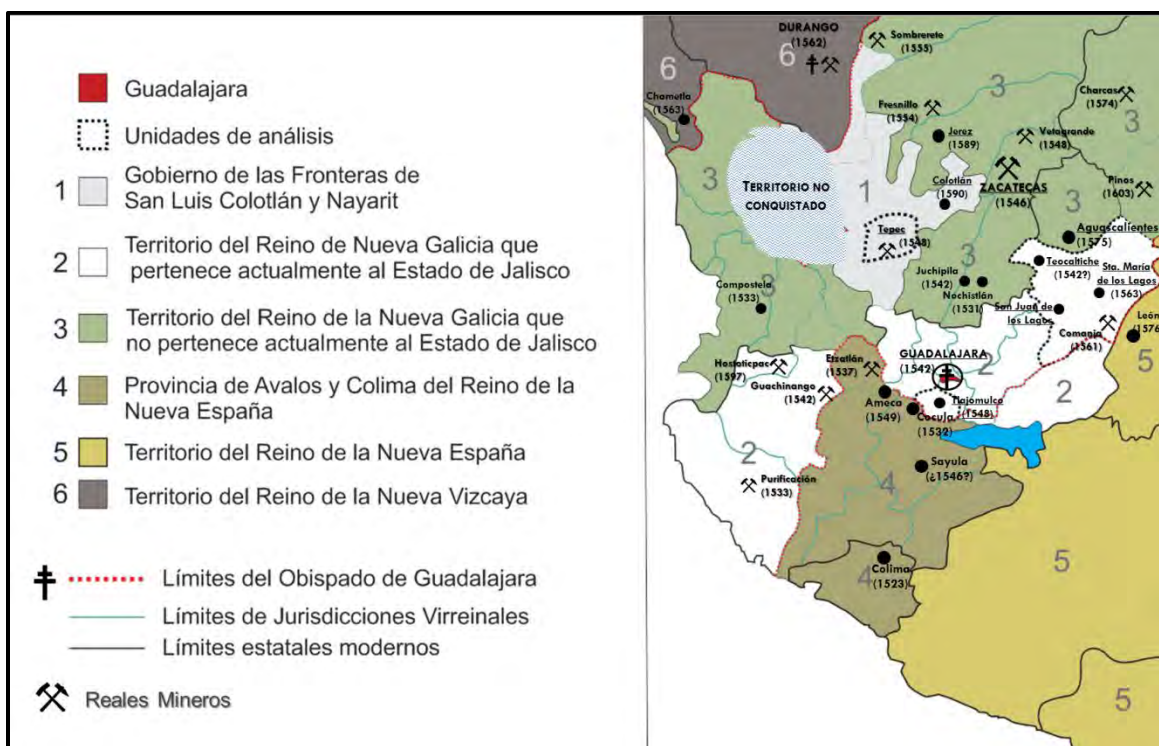 Guadalajara
Unidades de análisis
1 Gobierno de las Fronteras de
San Luis Colotlán y Nayarit
2 Territorio del Reino de Nueva Galicia que
pertenece actualmente al Estado de Jalisco
3 Territorio del Reino de la Nueva Galicia que
no pertenece actualmente al Estado de Jalisco
4 Provincia de Avalos y Colima del Reino de la
Nueva España
5 Territorio del Reino de la Nueva España
6 Territorio del Reino de la Nueva Vizcaya
Límites del Obispado de Guadalajara
Límites de Jurisdicciones Virreinales
Límites estatales modernos
Reales Mineros
DURANGO
(1562)
6
6
Sombrerete
(1555)
3
Chametla
(1563)
Fresnillo
(1554)
Charcas
(1574)
3
Jerez
(1589)
Vetagrande
(1548)
3
TERRITORIO NO
CONQUISTADO
1
Colotlán
(1590)
ZACATECAS
(1546)
Pinos
(1603)
3
Tepec
(1548)
Aguascalientes
(1575)
3
Teocaltiche
(1542?)
Juchipila
(1542)
Nochistlán
(1531)
Sta. María
de los Lagos
(1563)
Compostela
(1533)
3
San Juan de
los Lagos
Comanja
(1561)
León
(1576)
5
Hostoticpac
(1597)
Etzatlán
(1537)
GUADALAJARA
(1542)
2
Guachinango
(1542)
Ameca
(1549)
Cocula
(1532)
Tlajomulco
(1548)
2
2
Sayula
(¿1546?)
Purificación
(1533)
4
5
Colima
(1523)
4
5